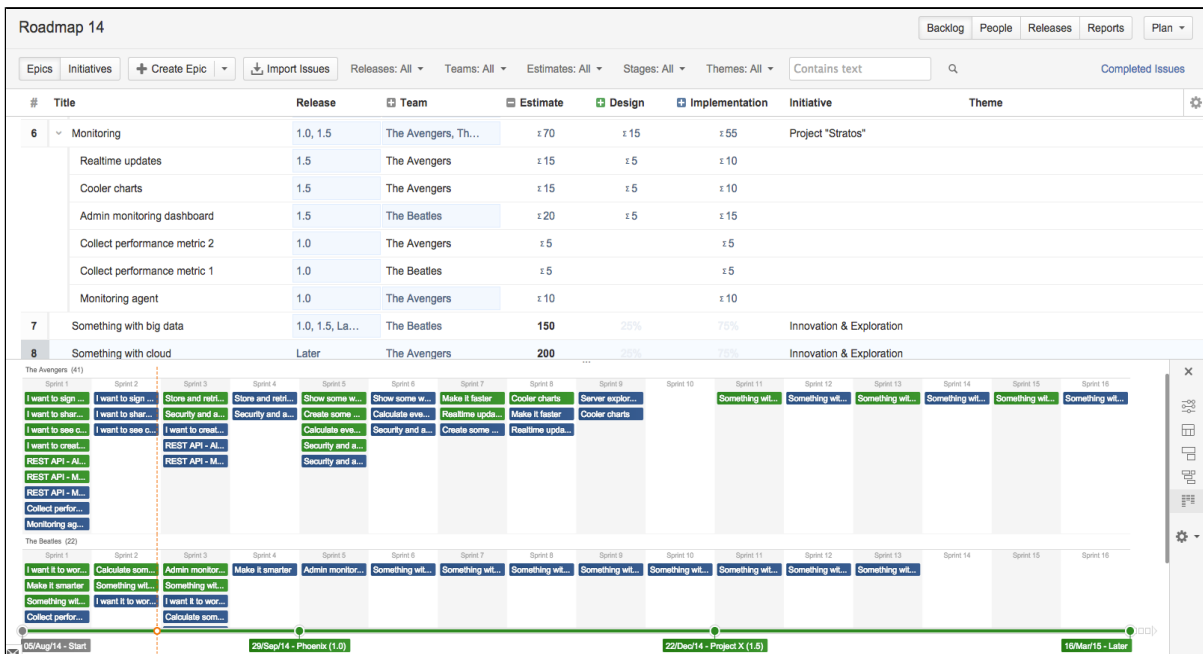 Roadmap 14 Backlog People Releases Reports Plan
Epics Initiatives Create Epic Import Issues Releases: All Teams: All Estimates: All Stages: All Themes: All Contains text Completed Issues
# Title Release Team Estimate Design Implementation Initiative Theme
6 Monitoring 1.0, 1.5 The Avengers, Th... Σ 70 Σ 15 Σ 55 Project "Stratos"
Realtime updates 1.5 The Avengers Σ 15 Σ 5 Σ 10
Cooler charts 1.5 The Avengers Σ 15 Σ 5 Σ 10
Admin monitoring dashboard 1.5 The Beatles Σ 20 Σ 5 Σ 15
Collect performance metric 2 1.0 The Avengers Σ 5 Σ 5
Collect performance metric 1 1.0 The Beatles Σ 5 Σ 5
Monitoring agent 1.0 The Avengers Σ 10 Σ 10
7 Something with big data 1.0, 1.5, La... The Beatles 150 25% 75% Innovation & Exploration
8 Something with cloud Later The Avengers 200 25% 75% Innovation & Exploration
The Avengers (41)
Sprint 1 Sprint 2 Sprint 3 Sprint 4 Sprint 5 Sprint 6 Sprint 7 Sprint 8 Sprint 9 Sprint 10 Sprint 11 Sprint 12 Sprint 13 Sprint 14 Sprint 15 Sprint 16
I want to sign ... I want to sign ... Store and retri... Store and retri... Show some w... Show some w... Make it faster Cooler charts Server explor... Something wit... Something wit... Something wit... Something wit... Something wit... Something wit...
I want to shar... I want to shar... Security and a... Security and a... Create some ... Calculate eve... Realtime upda... Make it faster Cooler charts
I want to see c... I want to see c... I want to creat... Calculate eve... Security and a... Create some ... Realtime upda...
I want to creat... REST API - Al... Security and a...
REST API - Al... REST API - M... Security and a...
REST API - M...
REST API - M...
Collect perfor...
Monitoring ag...
The Beatles (22)
Sprint 1 Sprint 2 Sprint 3 Sprint 4 Sprint 5 Sprint 6 Sprint 7 Sprint 8 Sprint 9 Sprint 10 Sprint 11 Sprint 12 Sprint 13 Sprint 14 Sprint 15 Sprint 16
I want it to wor... Calculate som... Admin monitor... Make it smarter Admin monitor... Something wit... Something wit... Something wit... Something wit... Something wit... Something wit... Something wit... Something wit...
Make it smarter Something wit... Something wit...
Something wit... I want it to wor... I want it to wor...
Collect perfor... Calculate som...
05/Aug/14 - Start 29/Sep/14 - Phoenix (1.0) 22/Dec/14 - Project X (1.5) 16/Mar/15 - Later